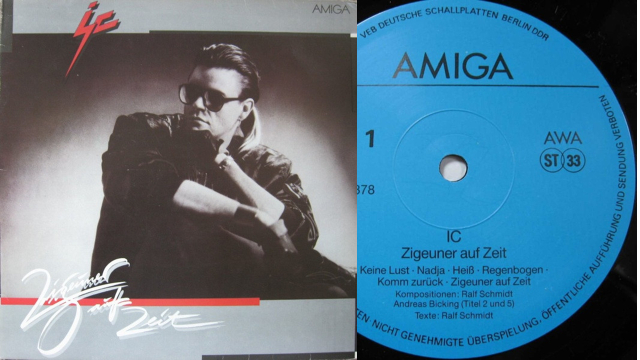 ic
AMIGA
Zigeuner
auf
Zeit
VEB DEUTSCHE SCHALLPLATTEN BERLIN DDR
AMIGA
1
AWA
ST 33
378
IC
Zigeuner auf Zeit
Keine Lust · Nadja · Heiß · Regenbogen ·
Komm zurück · Zigeuner auf Zeit
Kompositionen: Ralf Schmidt
Andreas Bicking (Titel 2 und 5)
Texte: Ralf Schmidt
TEN NICHT GENEHMIGTE ÜBERSPIELUNG, ÖFFENTLICHE AUFFÜHRUNG UND SENDUNG VERBOTEN